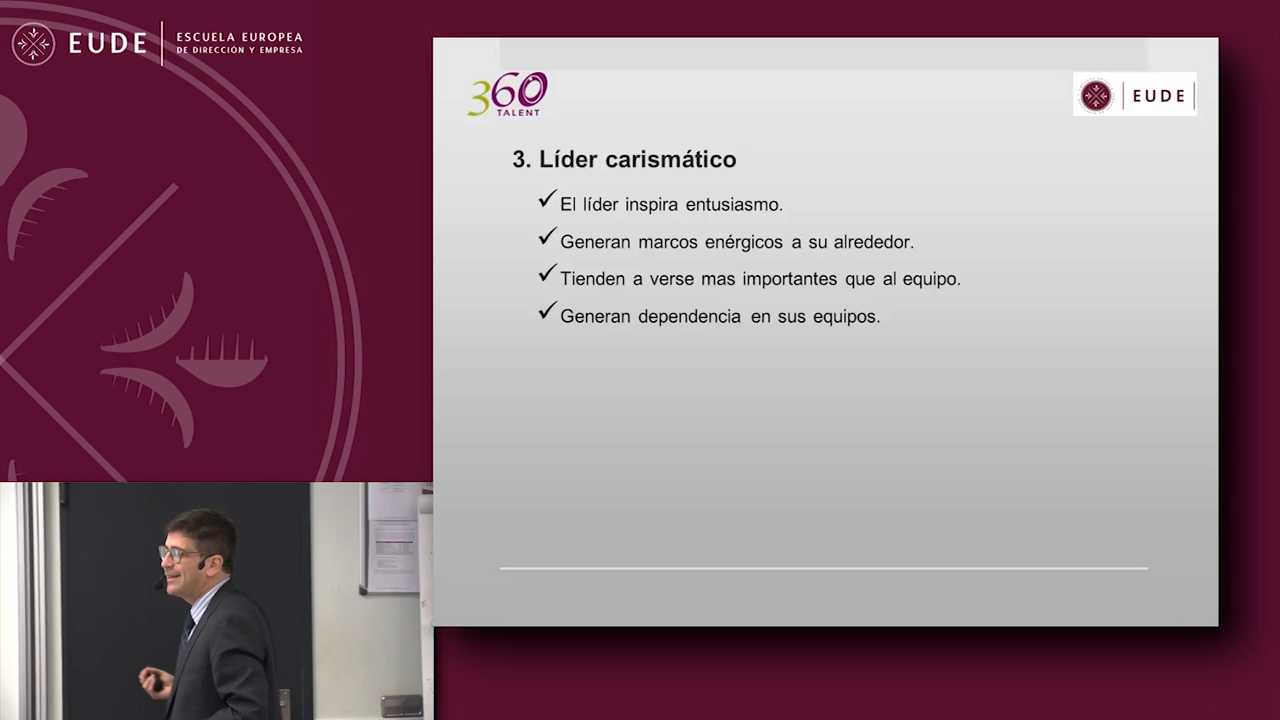 EUDE
ESCUELA EUROPEA
DE DIRECCIÓN Y EMPRESA
360
TALENT
EUDE
3. Líder carismático
El líder inspira entusiasmo.
Generan marcos enérgicos a su alrededor.
Tienden a verse mas importantes que al equipo.
Generan dependencia en sus equipos.